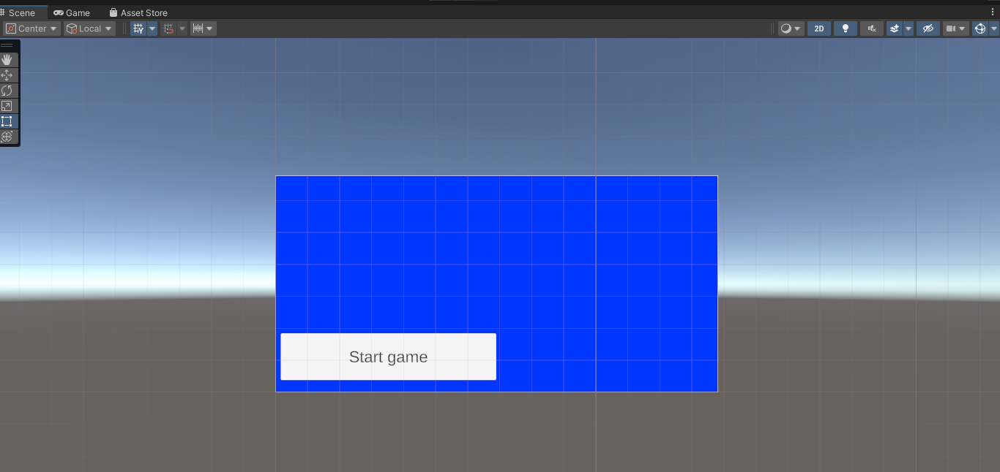 Scene Game Asset Store
Center Local 2D
Start game